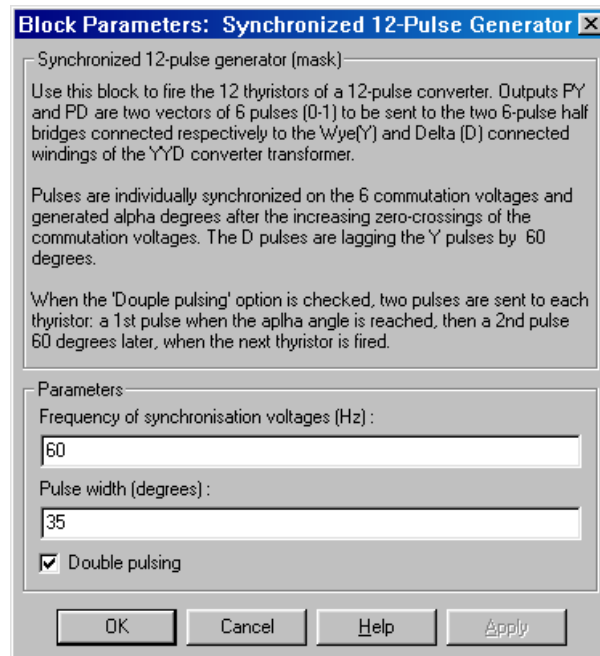 Block Parameters: Synchronized 12-Pulse Generator
Synchronized 12-pulse generator (mask)
Use this block to fire the 12 thyristors of a 12-pulse converter. Outputs PY
and PD are two vectors of 6 pulses (0-1) to be sent to the two 6-pulse half
bridges connected respectively to the Wye(Y) and Delta (D) connected
windings of the YYD converter transformer.
Pulses are individually synchronized on the 6 commutation voltages and
generated alpha degrees after the increasing zero-crossings of the
commutation voltages. The D pulses are lagging the Y pulses by 60
degrees.
When the 'Douple pulsing' option is checked, two pulses are sent to each
thyristor: a 1st pulse when the aplha angle is reached, then a 2nd pulse
60 degrees later, when the next thyristor is fired.
Parameters
Frequency of synchronisation voltages (Hz) :
60
Pulse width (degrees) :
35
Double pulsing
OK Cancel Help Apply